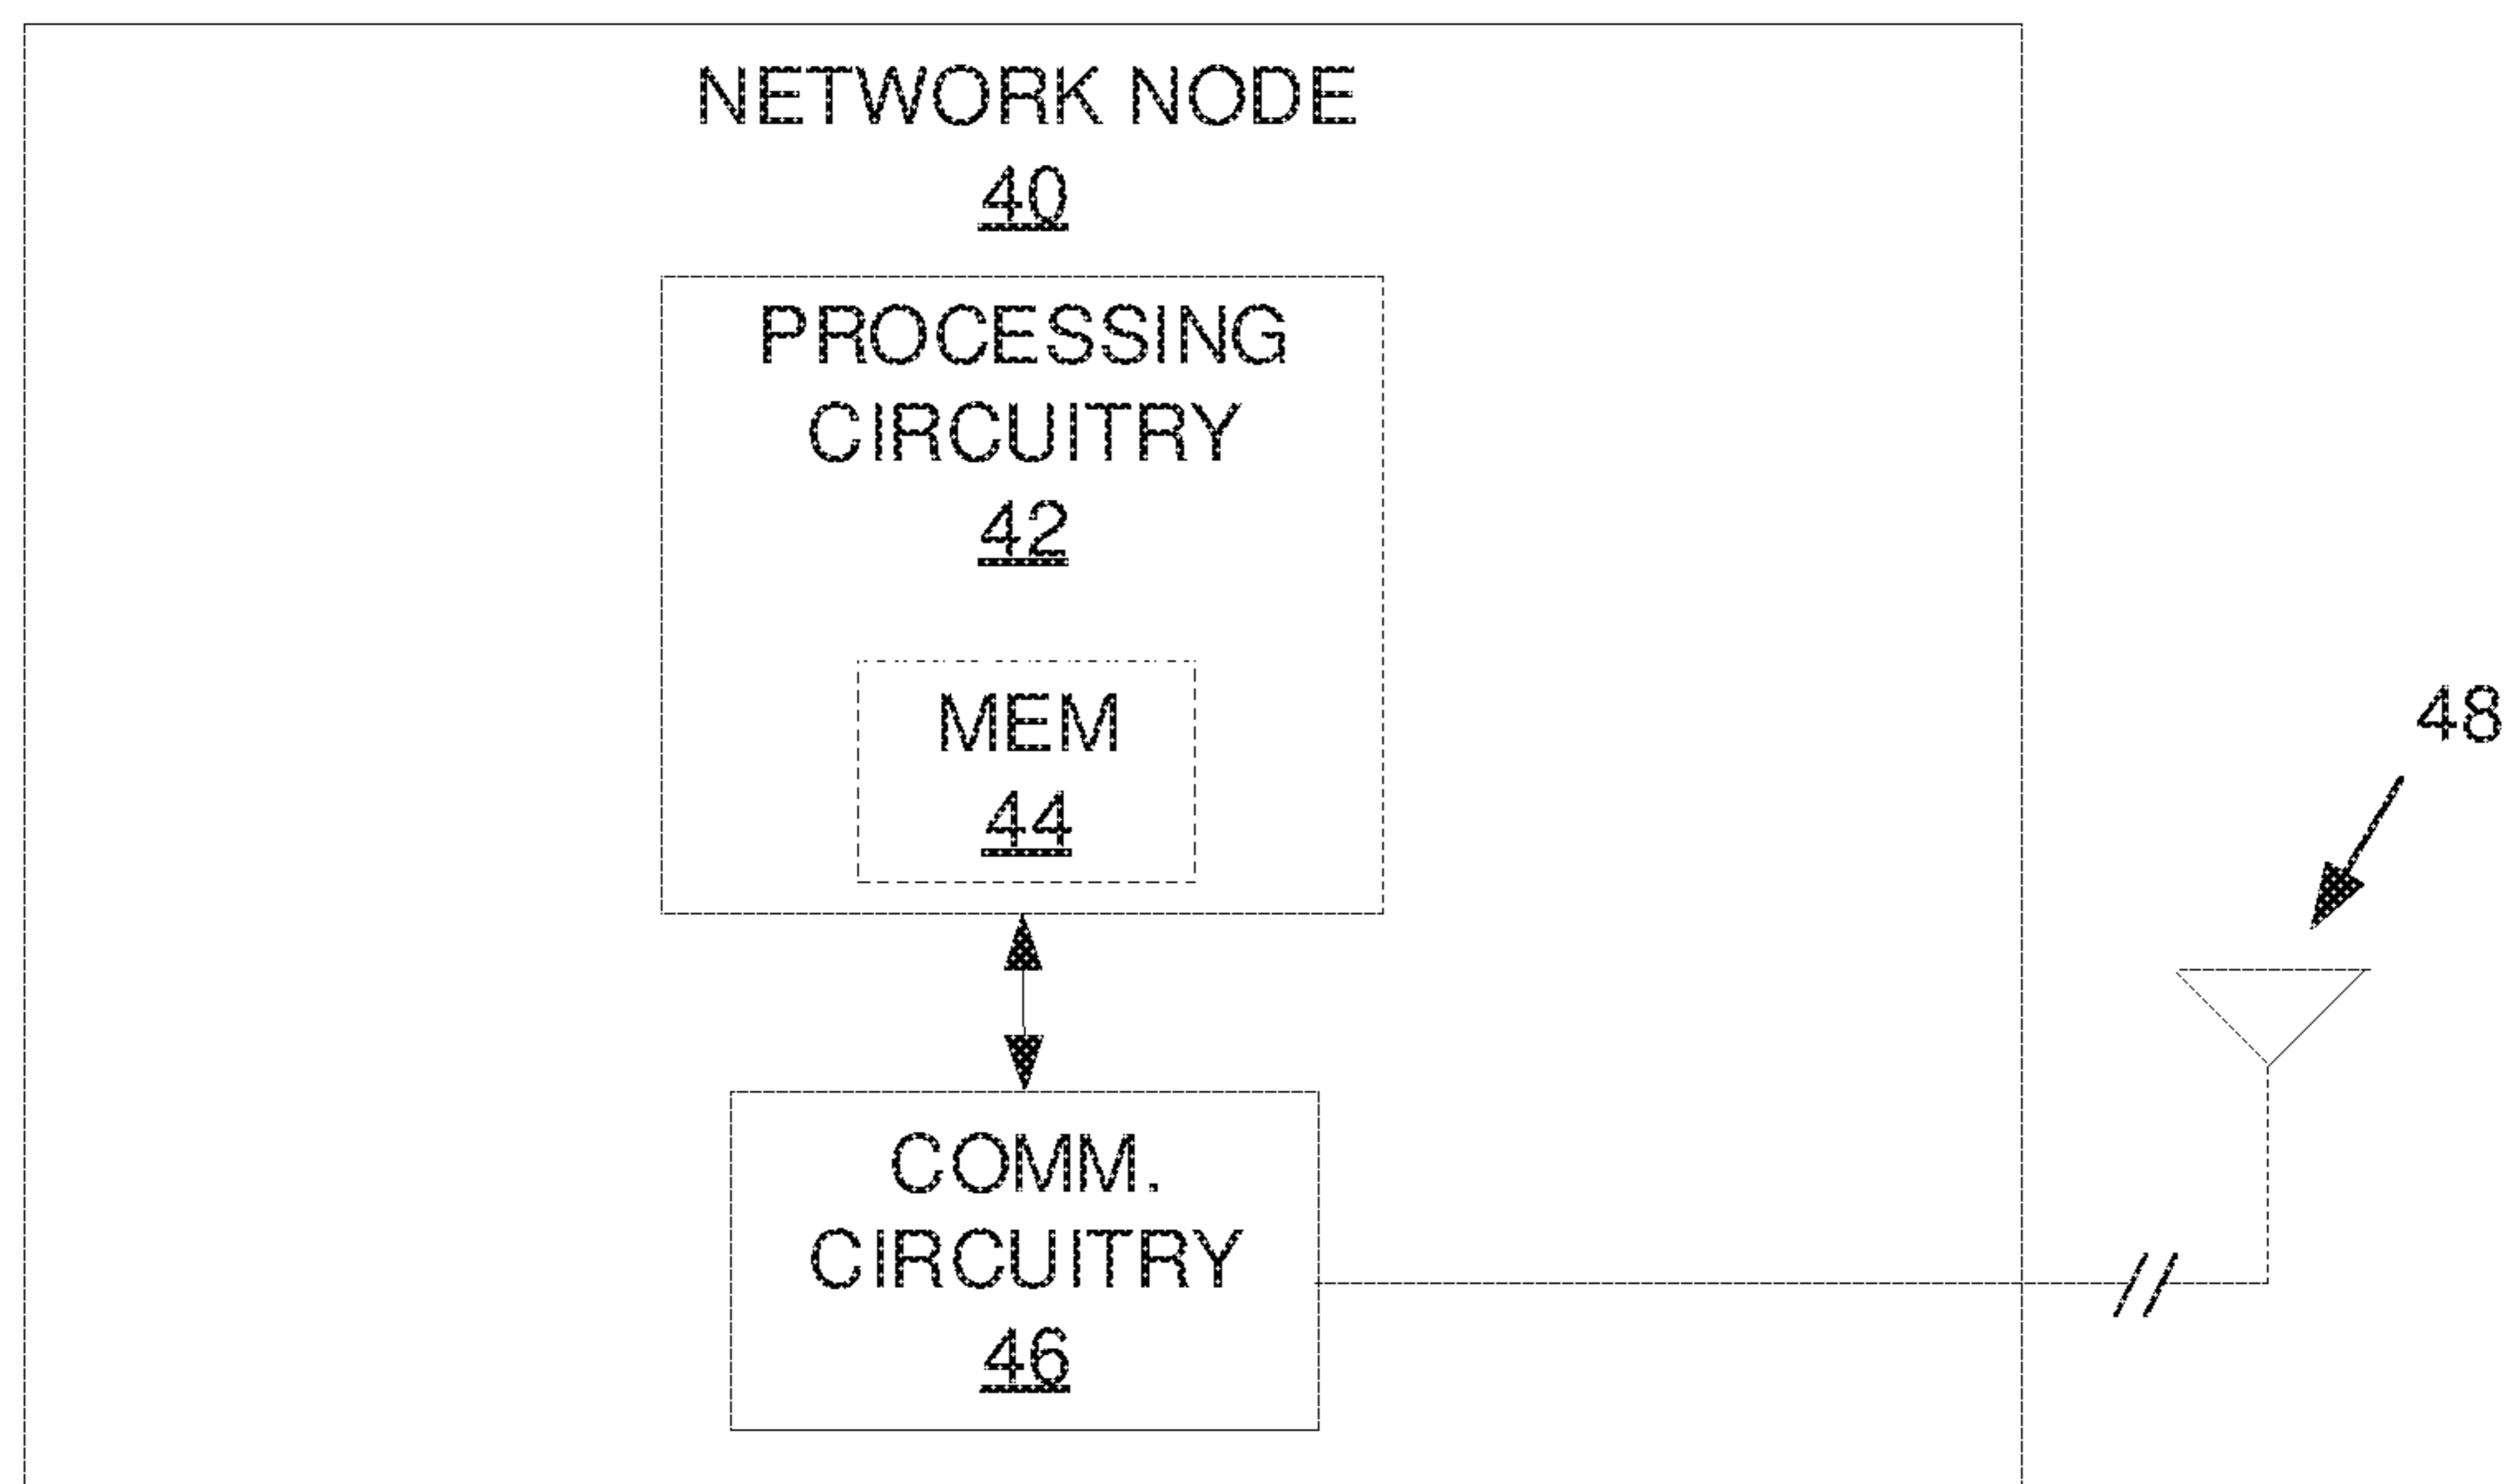 NETWORK NODE
40
PROCESSING
CIRCUITRY
42
MEM
44
48
COMM.
CIRCUITRY
46